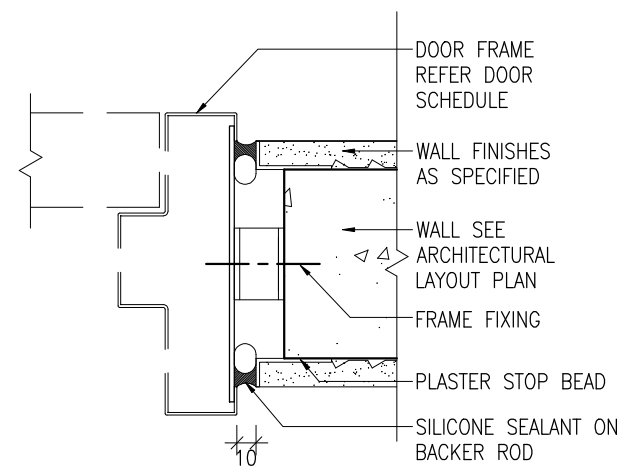 DOOR FRAME
REFER DOOR
SCHEDULE
WALL FINISHES
AS SPECIFIED
WALL SEE
ARCHITECTURAL
LAYOUT PLAN
FRAME FIXING
PLASTER STOP BEAD
SILICONE SEALANT ON
BACKER ROD
10